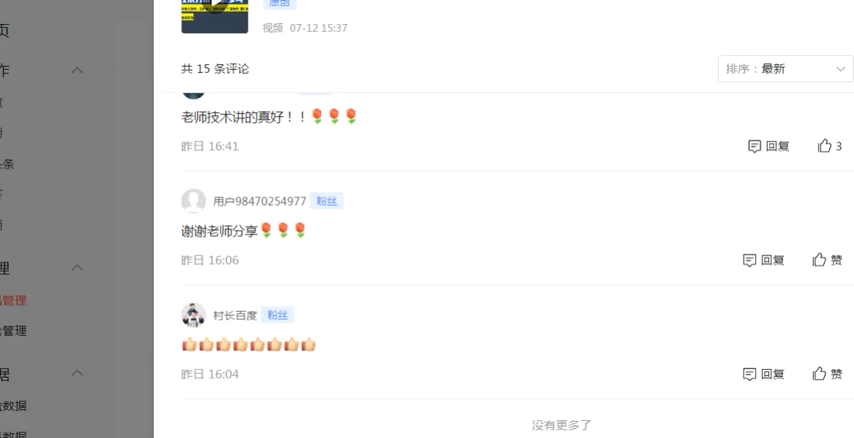 原创
视频 07-12 15:37
页
共 15 条评论
排序：最新
作
老师技术讲的真好！！🌹🌹🌹
昨日 16:41
回复
3
条
用户98470254977 粉丝
谢谢老师分享🌹🌹🌹
昨日 16:06
回复
赞
理
管理
村长百度 粉丝
管理
👍👍👍👍👍👍👍👍
昨日 16:04
回复
赞
据
数据
没有更多了
数据